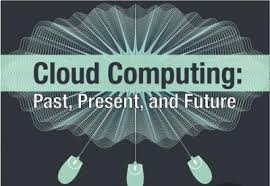 Cloud Computing:
Past, Present, and Future